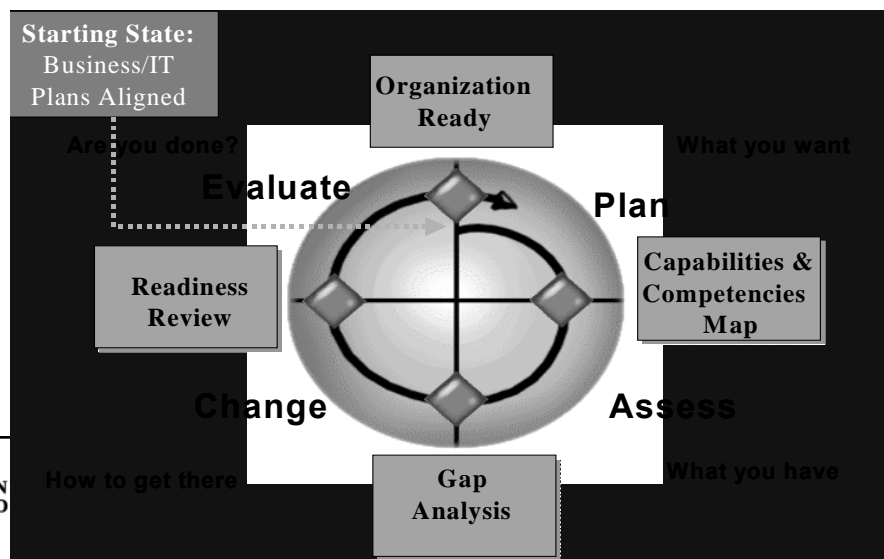 Starting State:
Business/IT
Plans Aligned
Organization
Ready
Are you done?
What you want
Evaluate
Plan
Readiness
Review
Capabilities &
Competencies
Map
Change
Assess
How to get there
Gap
Analysis
What you have
N